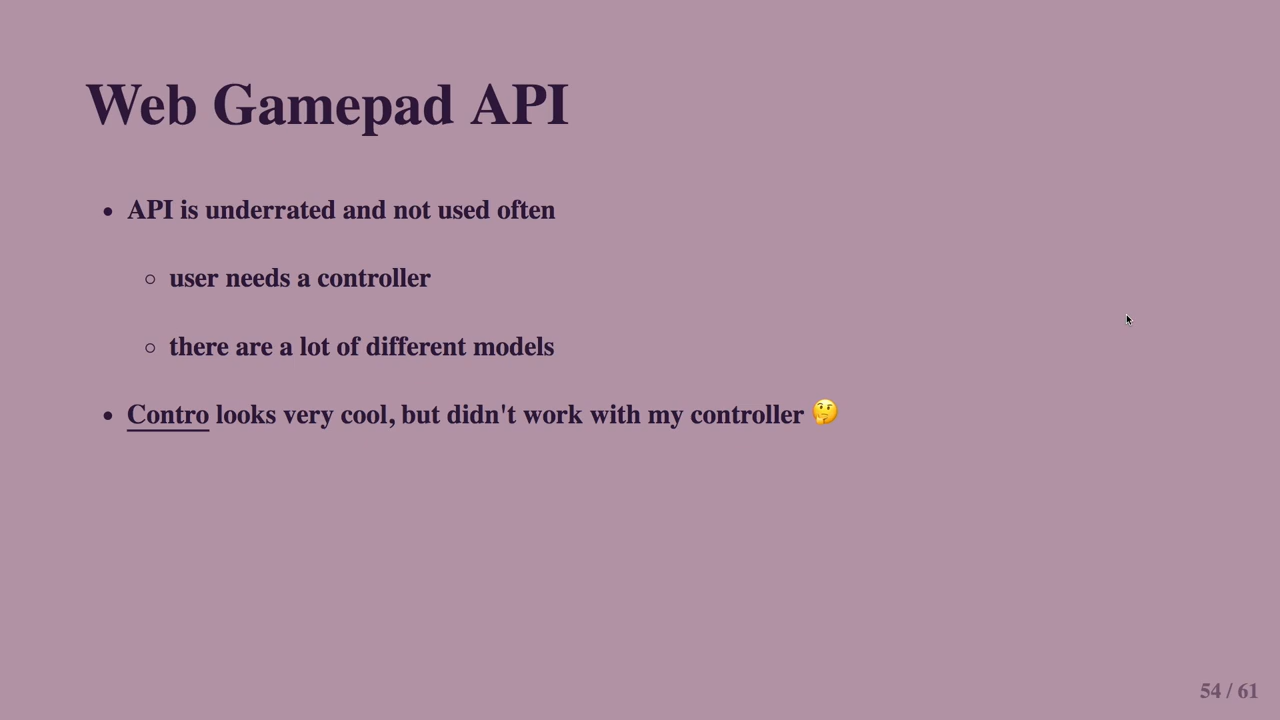 Web Gamepad API
API is underrated and not used often
user needs a controller
there are a lot of different models
Contro looks very cool, but didn't work with my controller 🤔
54 / 61